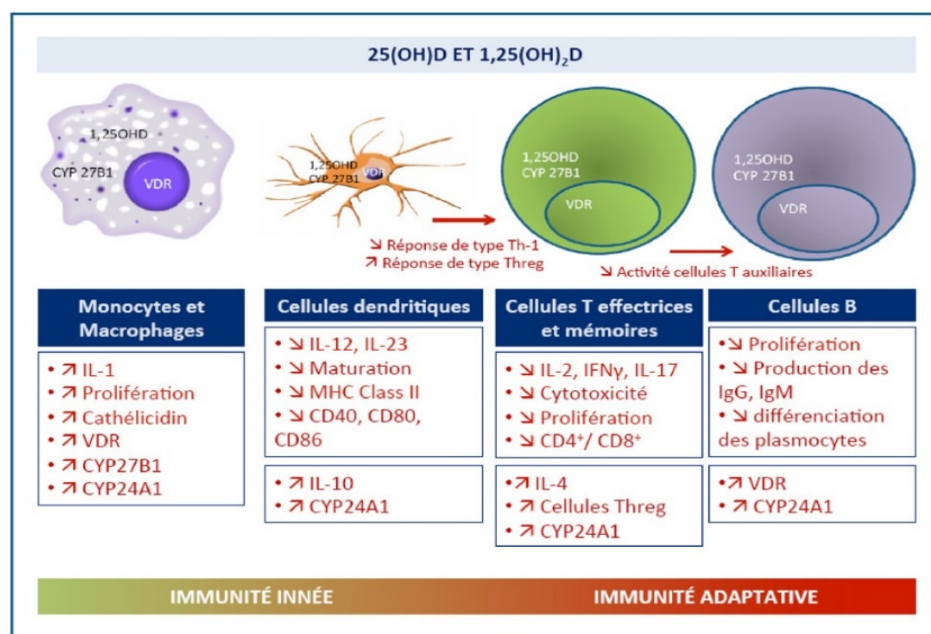 25(OH)D ET 1,25(OH)₂D
1,25OHD
CYP 27B1
VDR
1,25OHD
CYP 27B1
VDR
1,25OHD
CYP 27B1
VDR
1,25OHD
CYP 27B1
VDR
↘ Réponse de type Th-1
↗ Réponse de type Threg
↘ Activité cellules T auxiliaires
Monocytes et
Macrophages
• ↗ IL-1
• ↗ Prolifération
• ↗ Cathélicidin
• ↗ VDR
• ↗ CYP27B1
• ↗ CYP24A1
Cellules dendritiques
• ↘ IL-12, IL-23
• ↘ Maturation
• ↘ MHC Class II
• ↘ CD40, CD80,
CD86
• ↗ IL-10
• ↗ CYP24A1
Cellules T effectrices
et mémoires
• ↘ IL-2, IFNγ, IL-17
• ↘ Cytotoxicité
• ↘ Prolifération
• ↘ CD4⁺/ CD8⁺
• ↗ IL-4
• ↗ Cellules Threg
• ↗ CYP24A1
Cellules B
• ↘ Prolifération
• ↘ Production des
IgG, IgM
• ↘ différenciation
des plasmocytes
• ↗ VDR
• ↗ CYP24A1
IMMUNITÉ INNÉE
IMMUNITÉ ADAPTATIVE